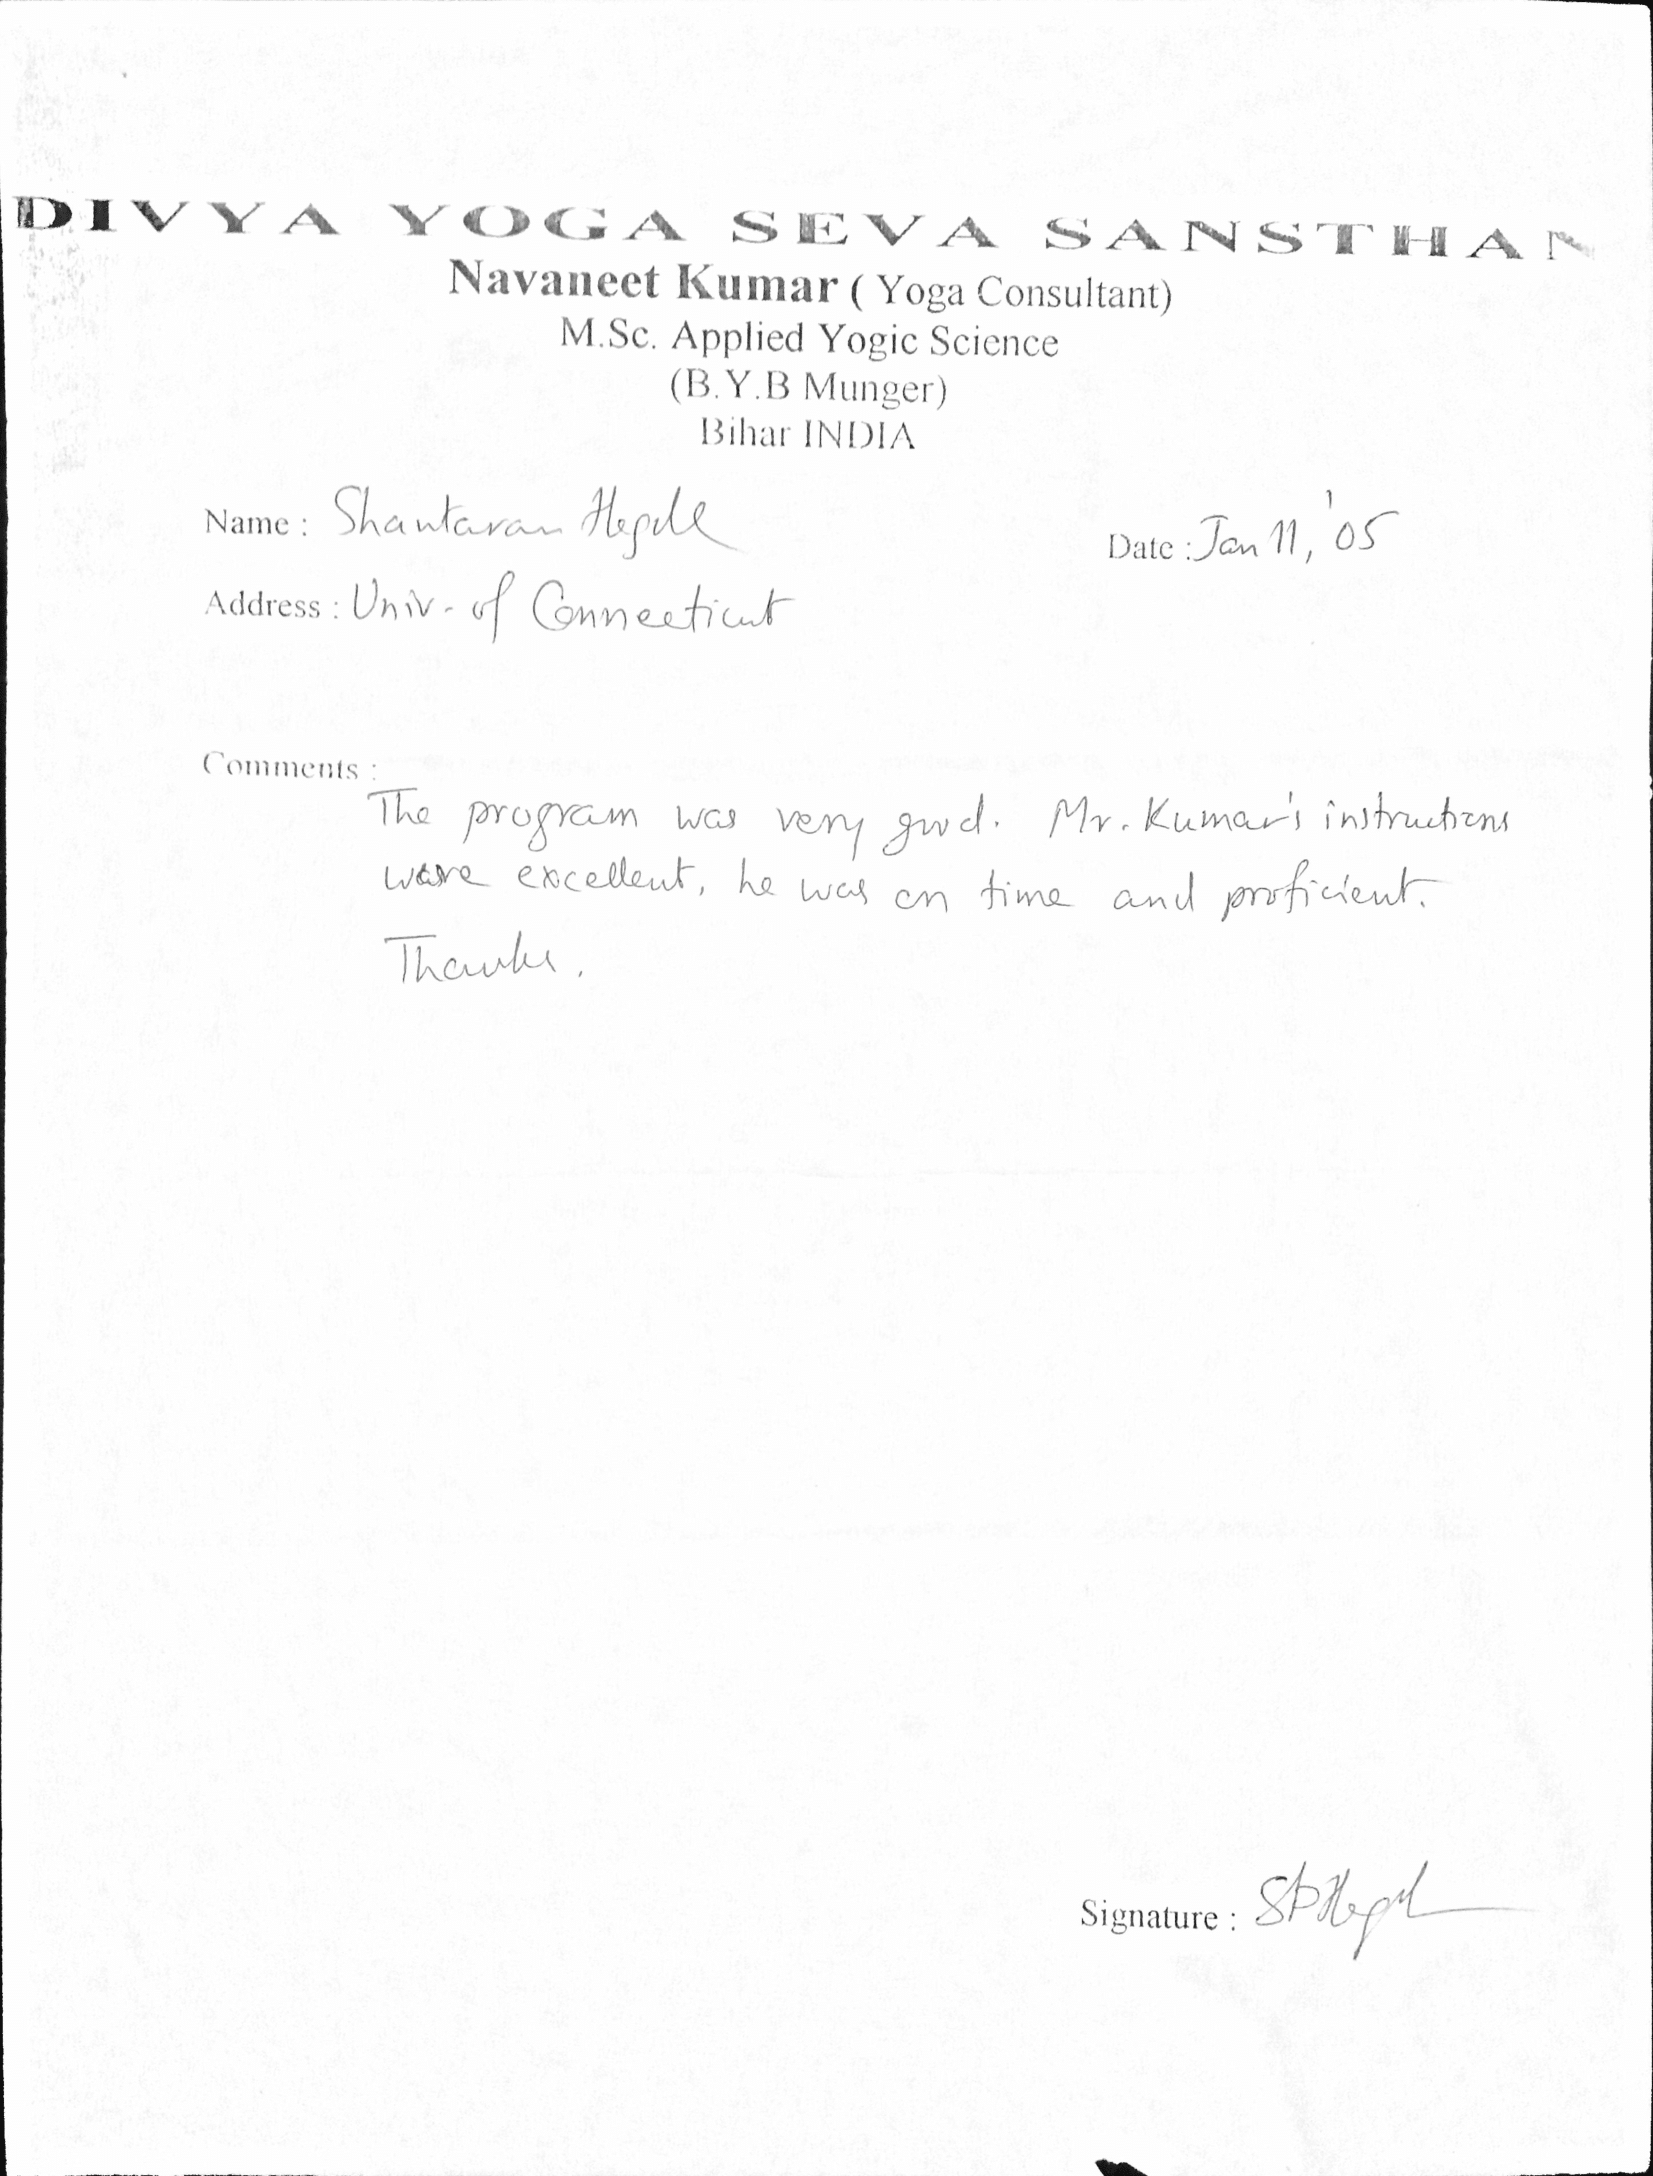 DIVYA YOGA SEVA SANSTHAN
Navaneet Kumar ( Yoga Consultant)
M.Sc. Applied Yogic Science
(B.Y.B Munger)
Bihar INDIA
Name : Shantaram Hegde
Date : Jan 11, '05
Address : Univ. of Connecticut
Comments :
The program was very good. Mr. Kumar's instructions
were excellent, he was on time and proficient.
Thanks.
Signature : SPHegde